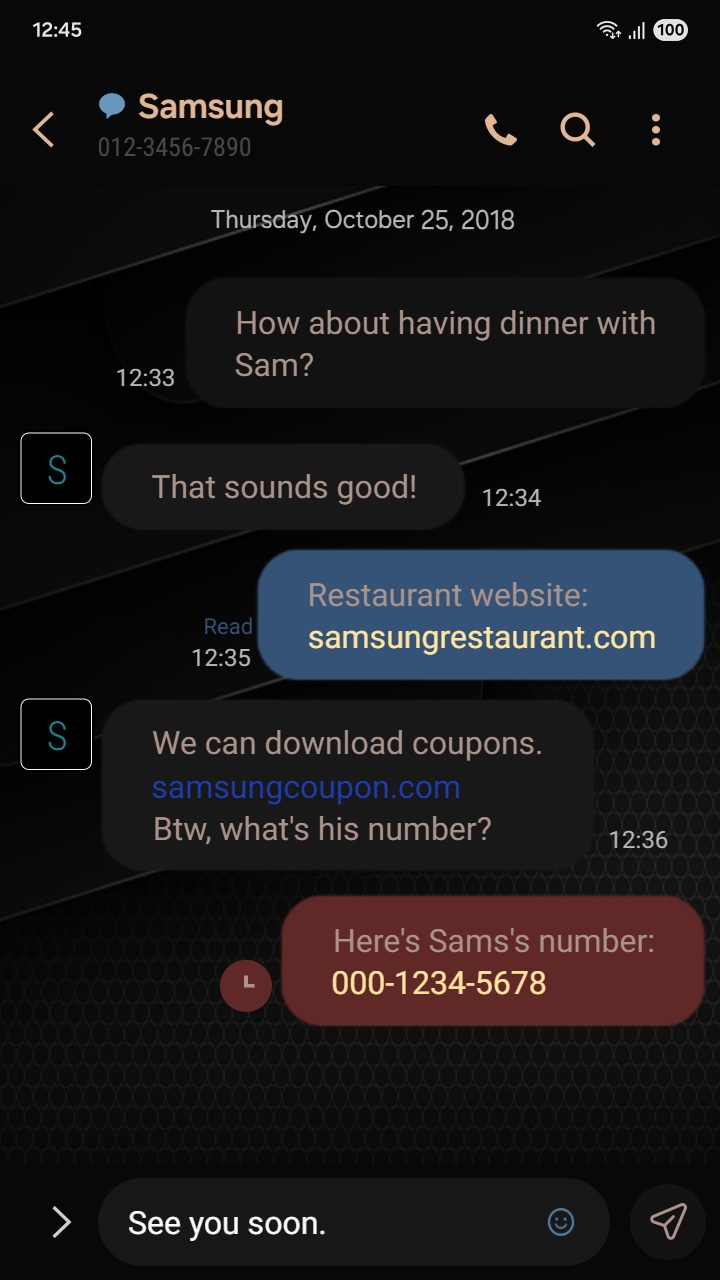 12:45
100
Samsung
012-3456-7890
Thursday, October 25, 2018
How about having dinner with
Sam?
12:33
S
That sounds good!
12:34
Restaurant website:
samsungrestaurant.com
Read
12:35
S
We can download coupons.
samsungcoupon.com
Btw, what's his number?
12:36
Here's Sams's number:
000-1234-5678
See you soon.